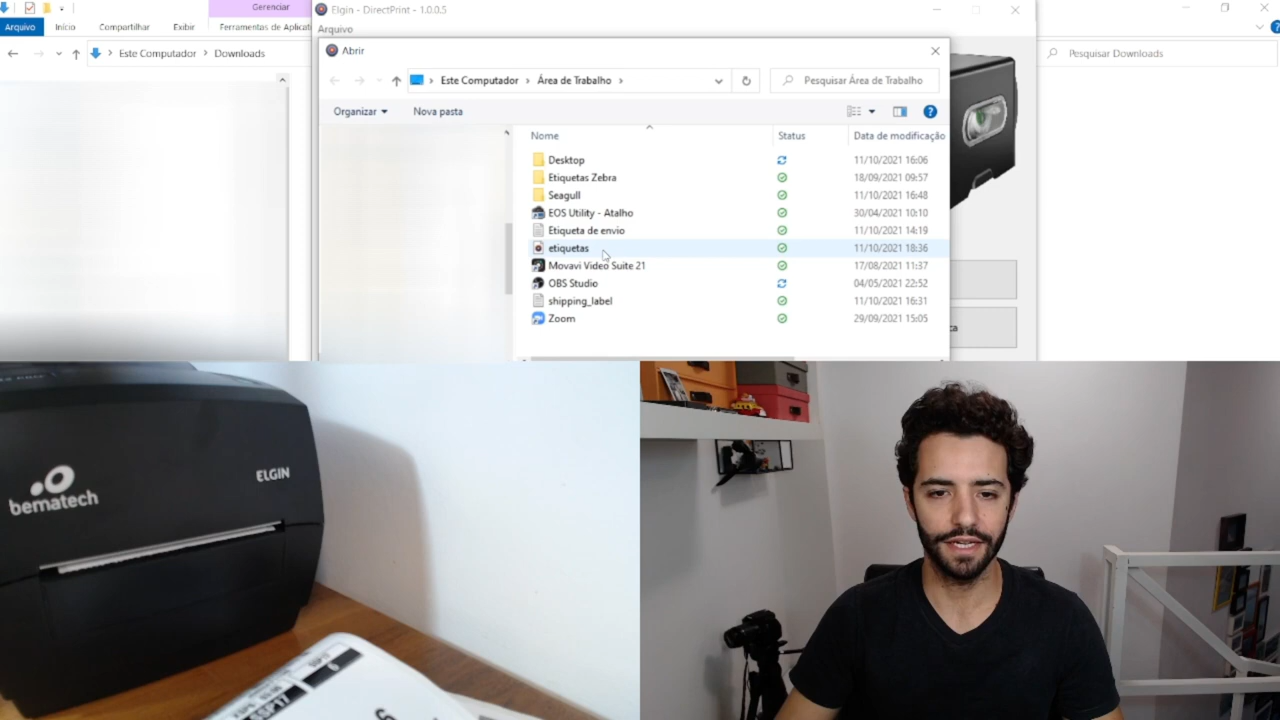 Gerenciar
Arquivo Início Compartilhar Exibir Ferramentas de Aplicati
Este Computador > Downloads
Elgin - DirectPrint - 1.0.0.5
Arquivo
Pesquisar Downloads
Abrir
Este Computador > Área de Trabalho >
Pesquisar Área de Trabalho
Organizar Nova pasta
Nome Status Data de modificação
Desktop 11/10/2021 16:06
Etiquetas Zebra 18/09/2021 09:57
Seagull 11/10/2021 16:48
EOS Utility - Atalho 30/04/2021 10:10
Etiqueta de envio 11/10/2021 14:19
etiquetas 11/10/2021 18:36
Movavi Video Suite 21 17/08/2021 11:37
OBS Studio 04/05/2021 22:52
shipping_label 11/10/2021 16:31
Zoom 29/09/2021 15:05
ca
bematech
ELGIN